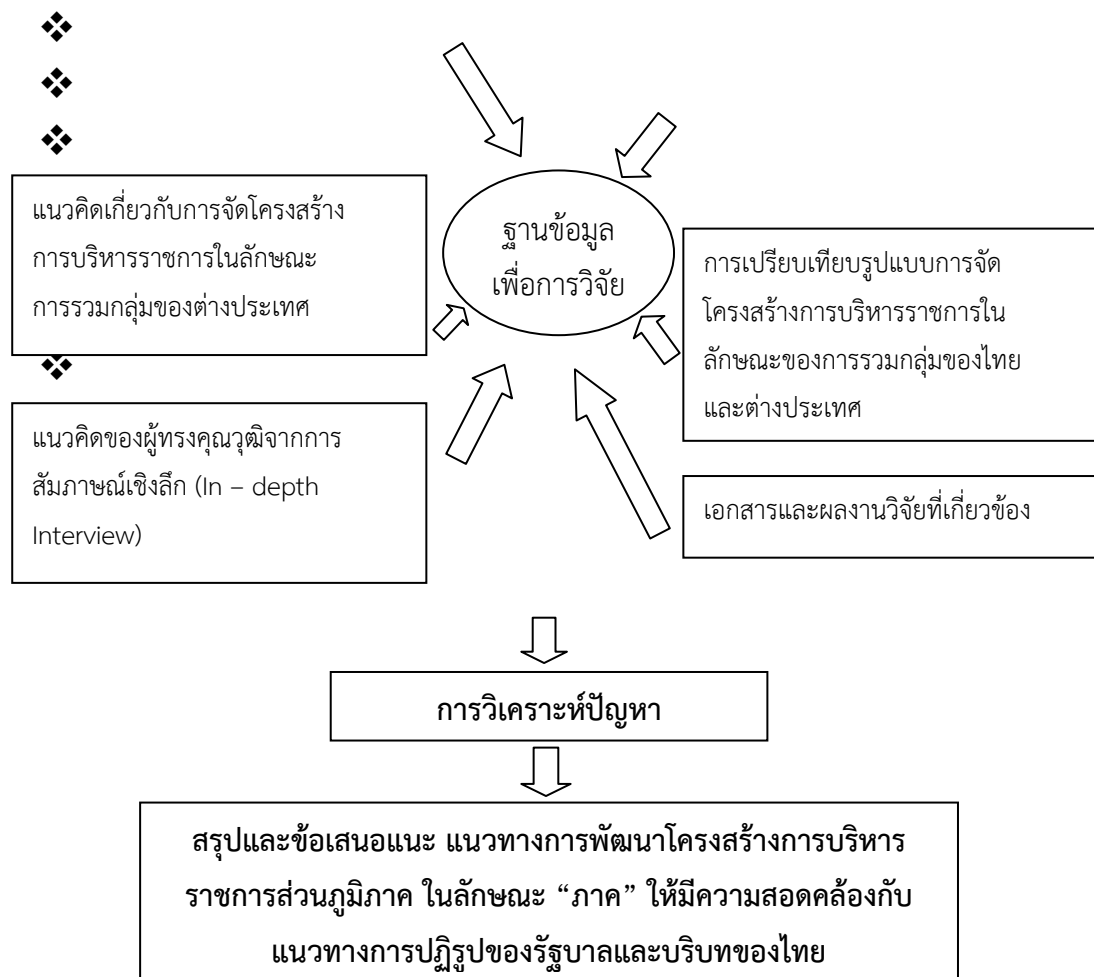 ❖
❖
❖
แนวคิดเกี่ยวกับการจัดโครงสร้าง
การบริหารราชการในลักษณะ
การรวมกลุ่มของต่างประเทศ
ฐานข้อมูล
เพื่อการวิจัย
การเปรียบเทียบรูปแบบการจัด
โครงสร้างการบริหารราชการใน
ลักษณะของการรวมกลุ่มของไทย
และต่างประเทศ
❖
แนวคิดของผู้ทรงคุณวุฒิจากการ
สัมภาษณ์เชิงลึก (In – depth
Interview)
เอกสารและผลงานวิจัยที่เกี่ยวข้อง
การวิเคราะห์ปัญหา
สรุปและข้อเสนอแนะ แนวทางการพัฒนาโครงสร้างการบริหาร
ราชการส่วนภูมิภาค ในลักษณะ “ภาค” ให้มีความสอดคล้องกับ
แนวทางการปฏิรูปของรัฐบาลและบริบทของไทย